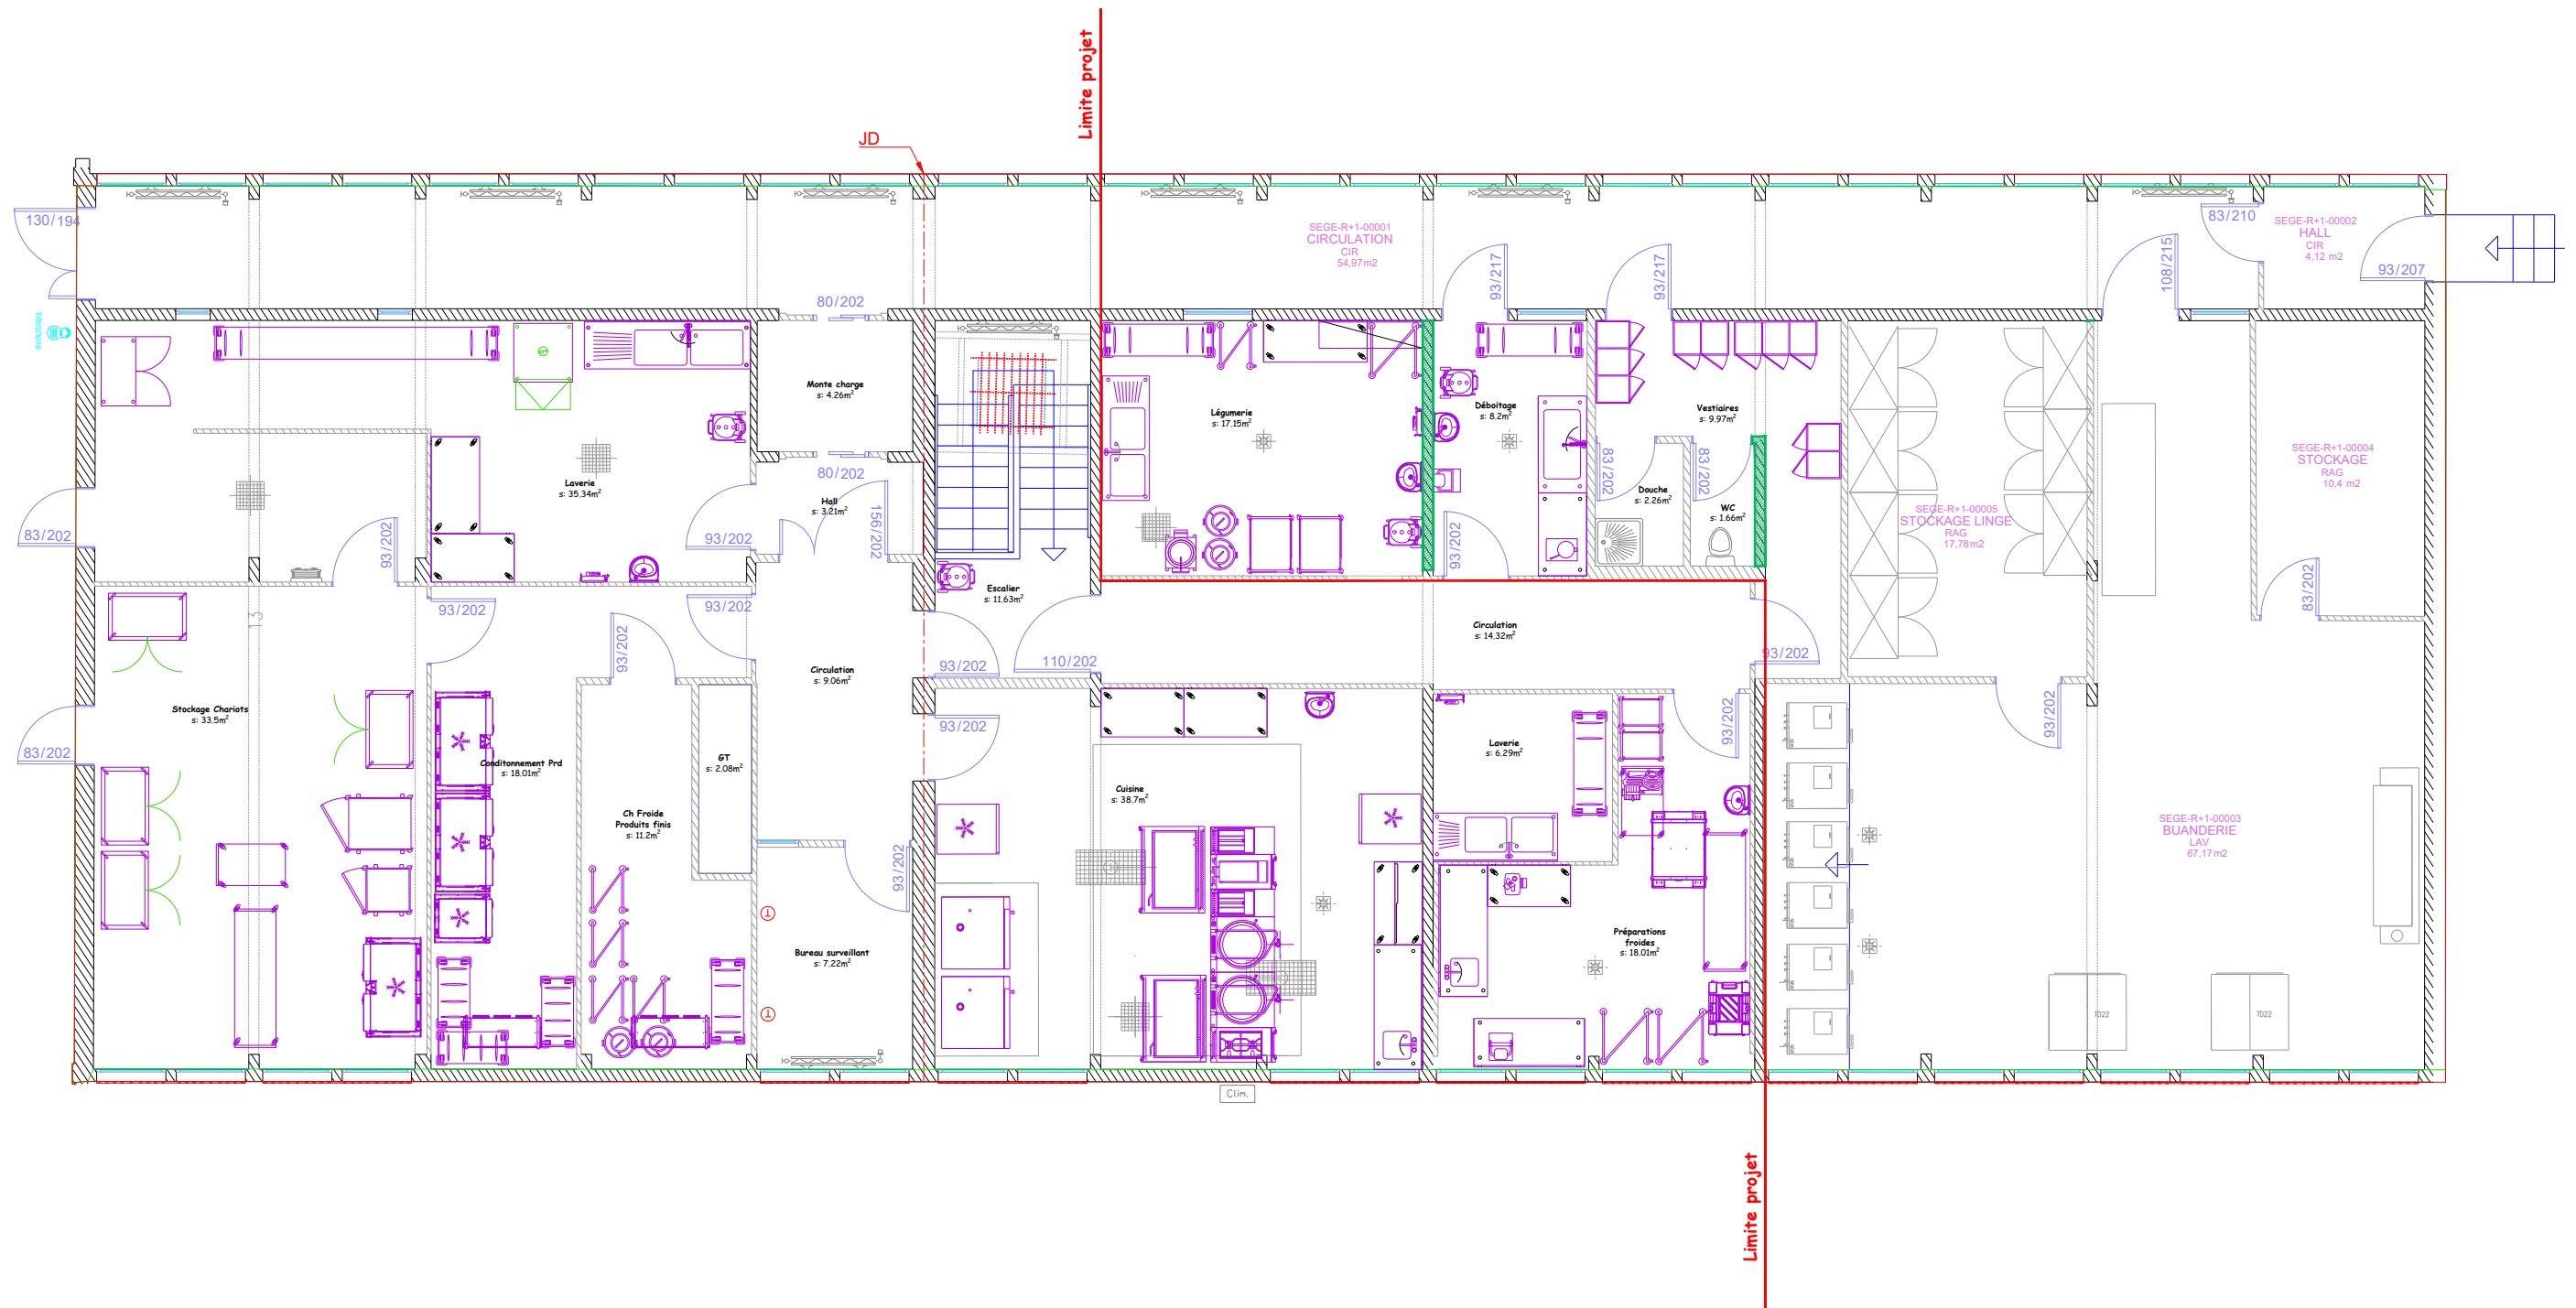 Limite projet
JD
130/194
83/210
SEGE-R+1-00002
HALL
CIR
4,12 m2
SEGE-R+1-00001
CIRCULATION
CIR
54,97m2
93/217
93/217
108/215
93/207
Interphone
80/202
Monte charge
s: 4.26m²
80/202
Légumerie
s: 17.15m²
Déboitage
s: 8.2m²
Vestiaires
s: 9.97m²
SEGE-R+1-00004
STOCKAGE
RAG
10,4 m2
Laverie
s: 35.34m²
Hall
s: 3.21m²
156/202
83/202
83/202
Douche
s: 2.26m²
WC
s: 1.66m²
SEGE-R+1-00005
STOCKAGE LINGE
RAG
17,78m2
83/202
93/202
93/202
93/202
83/202
Escalier
s: 11.63m²
13
93/202
93/202
93/202
Circulation
s: 14.32m²
Circulation
s: 9.06m²
93/202
110/202
93/202
Stockage Chariots
s: 33.5m²
83/202
93/202
93/202
93/202
Laverie
s: 6.29m²
GT
s: 2.08m²
Conditonnement Prd
s: 18.01m²
Cuisine
s: 38.7m²
Ch Froide
Produits finis
s: 11.2m²
SEGE-R+1-00003
BUANDERIE
LAV
67,17m2
93/202
Bureau surveillant
s: 7.22m²
Préparations
froides
s: 18.01m²
TD22
TD22
Clim.
Limite projet